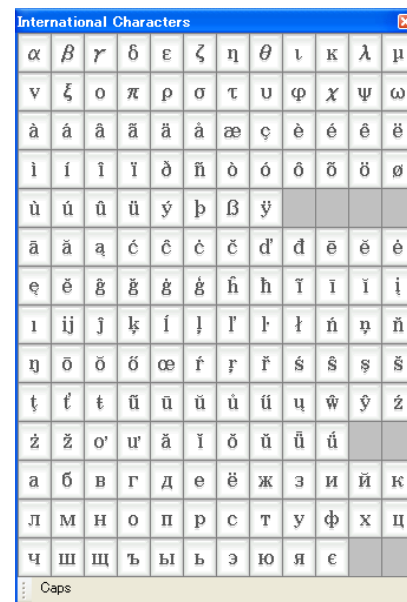 International Characters
α β γ δ ε ζ η θ ι κ λ μ
ν ξ ο π ρ σ τ υ φ χ ψ ω
à á â ã ä å æ ç è é ê ë
ì í î ï ð ñ ò ó ô õ ö ø
ù ú û ü ý þ ß ÿ
ā ă ą ć ĉ ċ č ď đ ē ĕ ė
ę ě ĝ ğ ġ ģ ĥ ħ ĩ ī ĭ į
ı ij ĵ ķ ĺ ļ ľ ŀ ł ń ņ ň
ŋ ō ŏ ő œ ŕ ŗ ř ś ŝ ş š
ţ ť ŧ ũ ū ŭ ů ű ų ŵ ŷ ź
ż ž ơ ư ǎ ǐ ǒ ǔ ǖ ǘ
а б в г д е ё ж з и й к
л м н о п р с т у ф х ц
ч ш щ ъ ы ь э ю я є
Caps